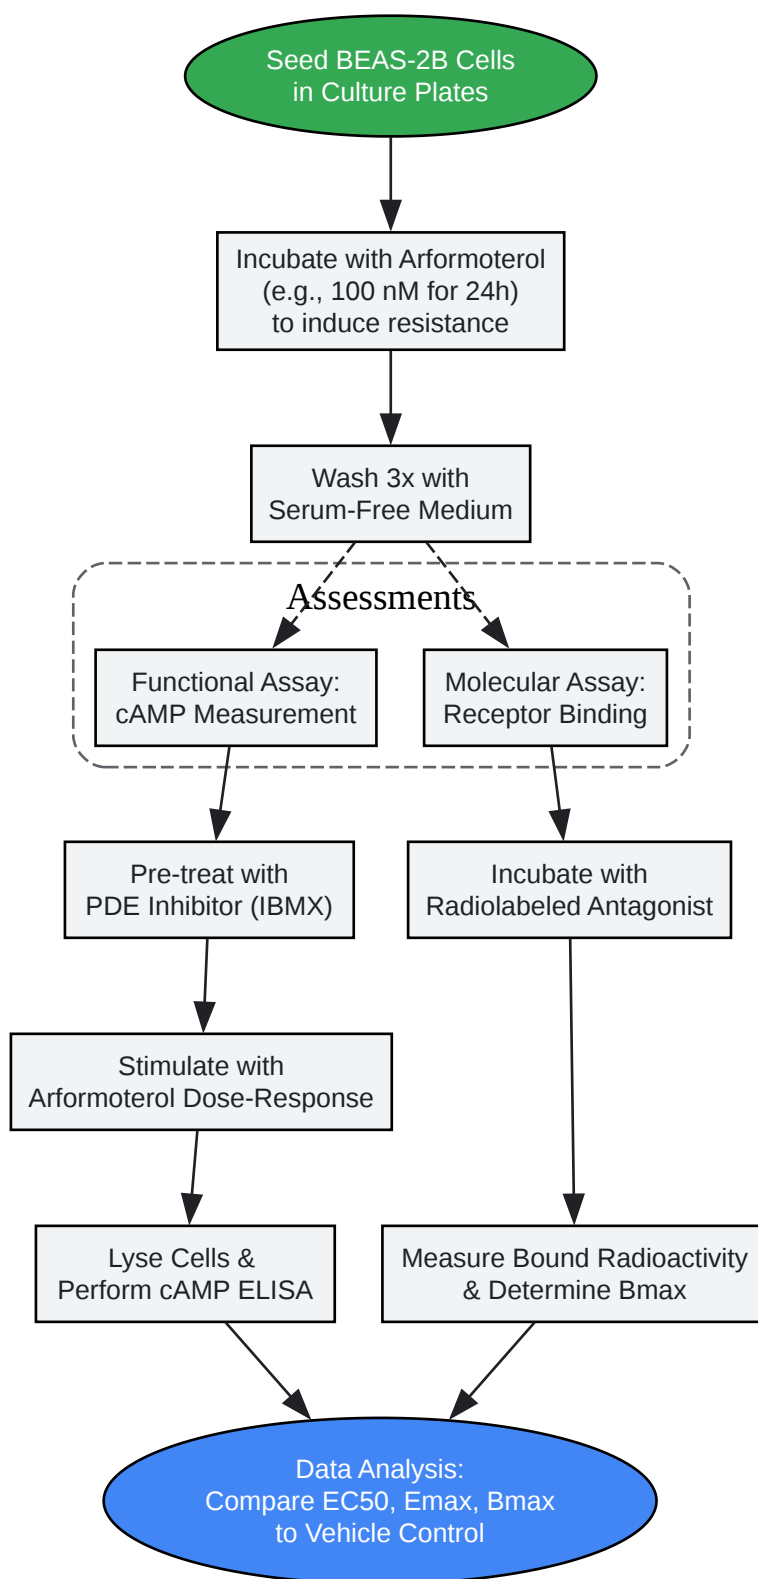 Seed BEAS-2B Cells
in Culture Plates
Incubate with Arformoterol
(e.g., 100 nM for 24h)
to induce resistance
Wash 3x with
Serum-Free Medium
Assessments
Functional Assay:
cAMP Measurement
Molecular Assay:
Receptor Binding
Pre-treat with
PDE Inhibitor (IBMX)
Incubate with
Radiolabeled Antagonist
Stimulate with
Arformoterol Dose-Response
Lyse Cells &
Perform cAMP ELISA
Measure Bound Radioactivity
& Determine Bmax
Data Analysis:
Compare EC50, Emax, Bmax
to Vehicle Control